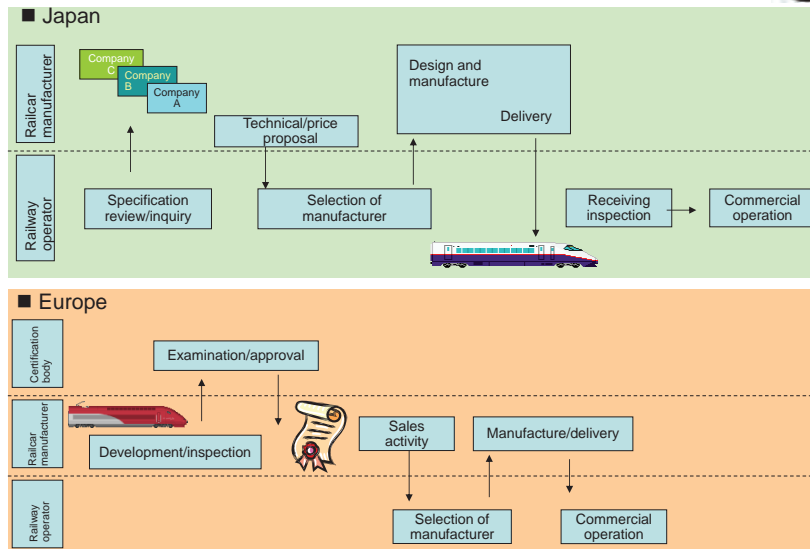 ■ Japan
Railcar
manufacturer
Company
C
Company
B
Company
A
Technical/price
proposal
Design and
manufacture
Delivery
Railway
operator
Specification
review/inquiry
Selection of
manufacturer
Receiving
inspection
Commercial
operation
■ Europe
Certification
body
Examination/approval
Railcar
manufacturer
Development/inspection
Sales
activity
Manufacture/delivery
Railway
operator
Selection of
manufacturer
Commercial
operation